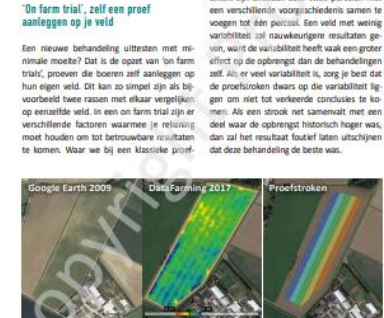 'On farm trial', zelf een proef
aanleggen op je veld
Een nieuwe behandeling uittesten met mi-
nimale moeite? Dat is de opzet van 'on farm
trials', proeven die boeren zelf aanleggen op
hun eigen veld. Dit kan zo simpel zijn als bij-
voorbeeld twee rassen met elkaar vergelijken
op eenzelfde veld. In een on farm trial zijn er
verschillende factoren waarmee je rekening
moet houden om tot betrouwbare resultaten
te komen. Waar we bij een klassieke proef-
een verschillende voorgeschiedenis samen te
voegen tot één perceel. Een veld met weinig
variabiliteit zal nauwkeurigere resultaten ge-
ven, want de variabiliteit heeft vaak een groter
effect op de opbrengst dan de behandelingen
zelf. Als er veel variabiliteit is, zorg je best dat
de proefstroken dwars op die variabiliteit lig-
gen om niet tot verkeerde conclusies te ko-
men. Als een strook net samenvalt met een
deel waar de opbrengst historisch hoger was,
dan zal het resultaat foutief laten uitschijnen
dat deze behandeling de beste was.
Google Earth 2009
DataFarming 2017
Proefstroken
copyright